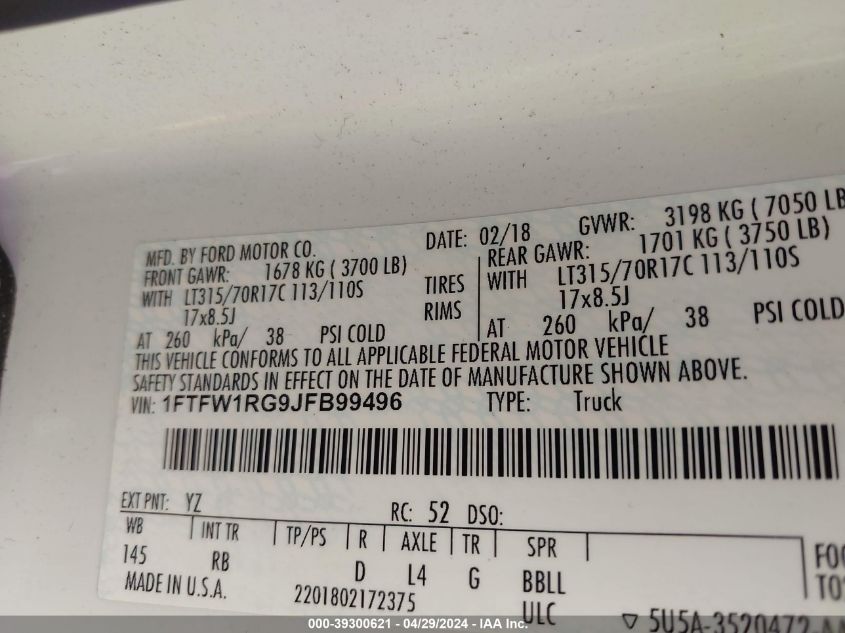 MFD. BY FORD MOTOR CO. DATE: 02/18 GVWR: 3198 KG ( 7050 LB
FRONT GAWR: 1678 KG ( 3700 LB) REAR GAWR: 1701 KG ( 3750 LB)
WITH LT315/70R17C 113/110S TIRES WITH LT315/70R17C 113/110S
17x8.5J RIMS 17x8.5J
AT 260 kPa/ 38 PSI COLD AT 260 kPa/ 38 PSI COLD
THIS VEHICLE CONFORMS TO ALL APPLICABLE FEDERAL MOTOR VEHICLE
SAFETY STANDARDS IN EFFECT ON THE DATE OF MANUFACTURE SHOWN ABOVE.
VIN: 1FTFW1RG9JFB99496 TYPE: Truck
EXT PNT: YZ RC: 52 DSO:
WB INT TR TP/PS R AXLE TR SPR
145 RB D L4 G BBLL
MADE IN U.S.A. 2201802172375 ULC
5U5A-3520472
000-39300621 - 04/29/2024 - IAA Inc.